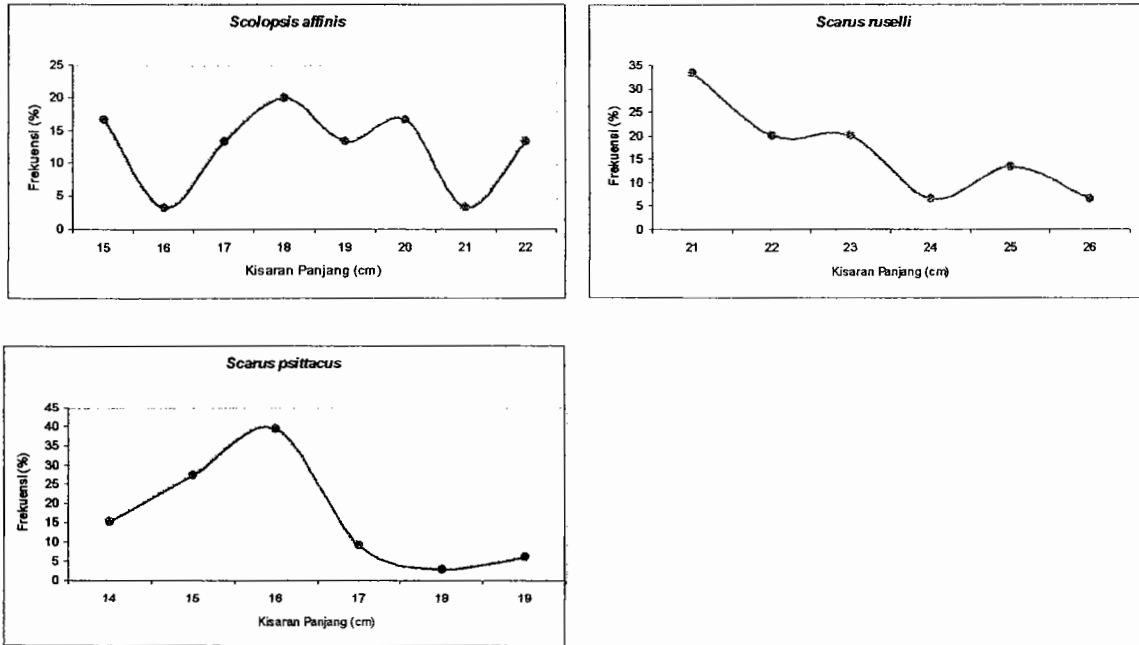 Scolopsis affinis
Frekuensi (%)
25
20
15
10
5
0
15 16 17 18 19 20 21 22
Kisaran Panjang (cm)
Scarus ruselli
Frekuensi (%)
35
30
25
20
15
10
5
0
21 22 23 24 25 26
Kisaran Panjang (cm)
Scarus psittacus
Frekuensi (%)
45
40
35
30
25
20
15
10
5
0
14 15 16 17 18 19
Kisaran Panjang (cm)